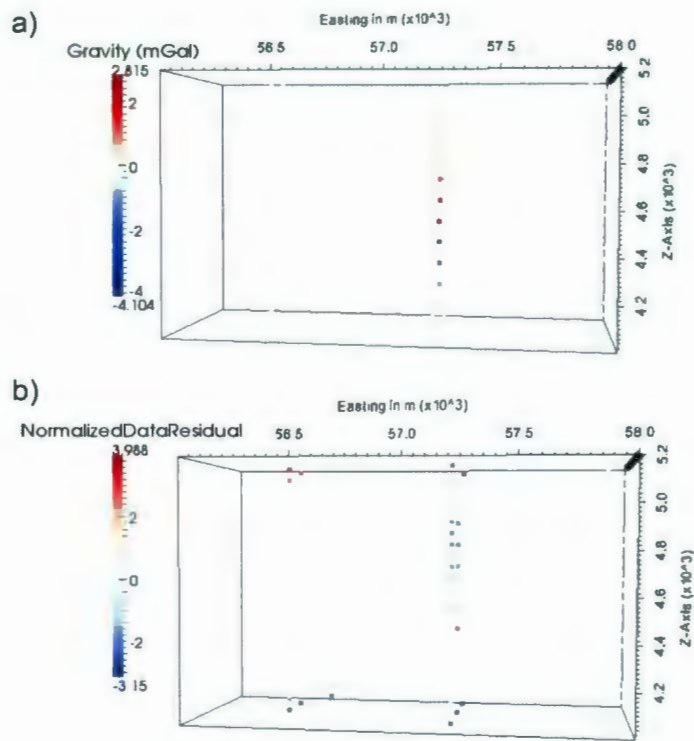 a)
Easting in m (x10^3)
Gravity (mGal)
56.5 57.0 57.5 58.0
2.815
2
0
-2
-4
-4.104
5.2
5.0
4.8
4.6
4.4
4.2
Z-Axis (x10^3)
b)
Easting in m (x10^3)
NormalizedDataResidual
56.5 57.0 57.5 58.0
3.988
2
0
-2
-3.15
5.2
5.0
4.8
4.6
4.4
4.2
Z-Axis (x10^3)